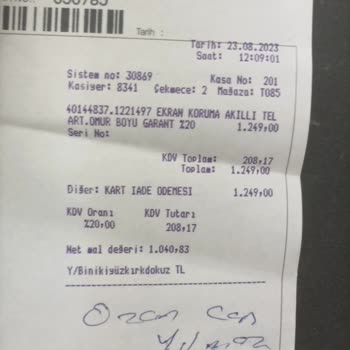 Tarih :
Tarih: 23.08.2023
Saat: 12:09:01
Sistem no: 30869 Kasa No: 201
Kasiyer: 8341 Çekmece: 2 Mağaza: T085
40144837.1221497 EKRAN KORUMA AKILLI TEL
ART.OMUR BOYU GARANT %20 1.249,00
Seri No:
KDV Toplam: 208,17
Toplam: 1.249,00
Diğer: KART IADE ODEMESI 1.249,00
KDV Oranı KDV Tutarı
%20,00 208,17
Net mal değeri: 1.040,83
Y/Binikiyüzkırkdokuz TL
Ozan Can
Yılmaz